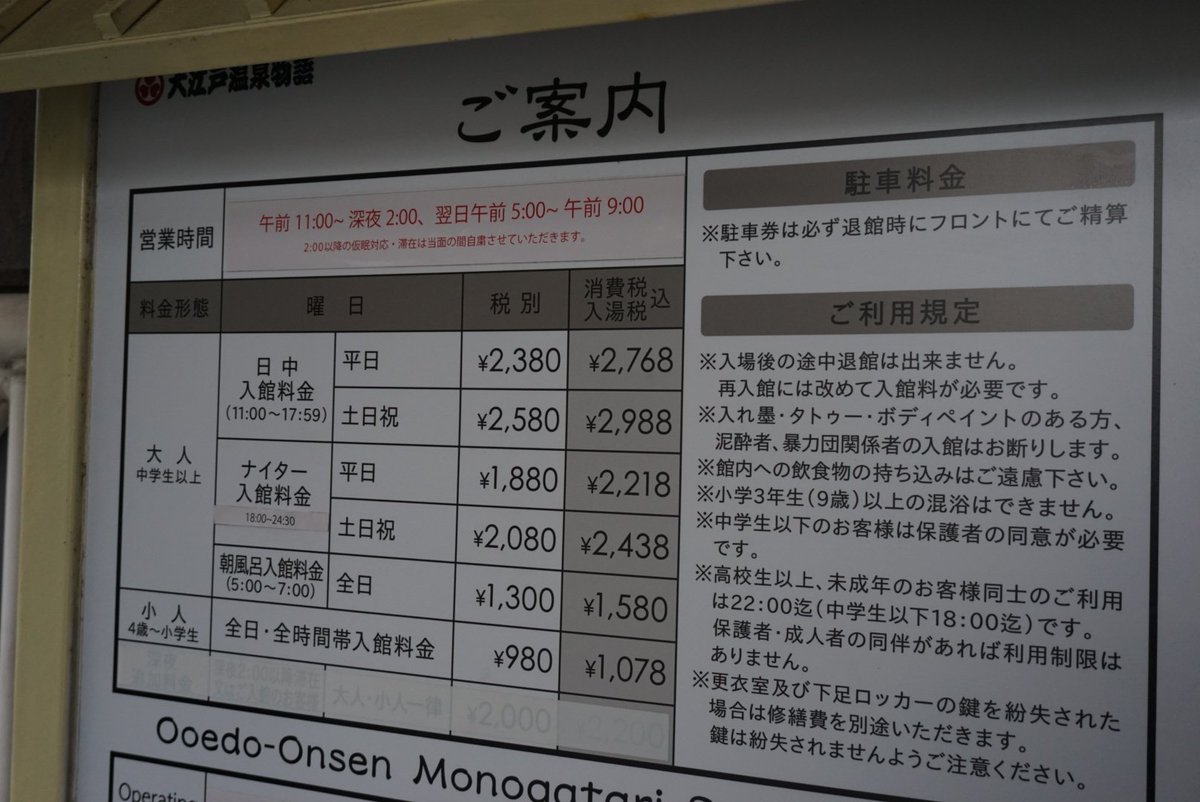 大江戸温泉物語
ご案内
営業時間
午前 11:00~ 深夜 2:00、翌日午前 5:00~ 午前 9:00
2:00以降の仮眠対応・滞在は当面の間自粛させていただきます。
料金形態 曜 日 税 別 消費税入湯税込
大 人
中学生以上
日 中
入館料金
(11:00〜17:59)
平日 ¥2,380 ¥2,768
土日祝 ¥2,580 ¥2,988
ナイター
入館料金
18:00~24:30
平日 ¥1,880 ¥2,218
土日祝 ¥2,080 ¥2,438
朝風呂入館料金
(5:00〜7:00)
全日 ¥1,300 ¥1,580
小 人
4歳〜小学生
全日・全時間帯入館料金 ¥980 ¥1,078
深夜
追加料金
深夜2:00以降滞在
大人・小人一律 ¥2,000 ¥2,200
駐車料金
※駐車券は必ず退館時にフロントにてご精算
下さい。
ご利用規定
※入場後の途中退館は出来ません。
再入館には改めて入館料が必要です。
※入れ墨・タトゥー・ボディペイントのある方、
泥酔者、暴力団関係者の入館はお断りします。
※館内への飲食物の持ち込みはご遠慮下さい。
※小学3年生(9歳)以上の混浴はできません。
※中学生以下のお客様は保護者の同意が必要
です。
※高校生以上、未成年のお客様同士のご利用
は22:00迄(中学生以下18:00迄)です。
保護者・成人者の同伴があれば利用制限は
ありません。
※更衣室及び下足ロッカーの鍵を紛失された
場合は修繕費を別途いただきます。
鍵は紛失されませんようご注意ください。
Ooedo-Onsen Monogatari
Operating